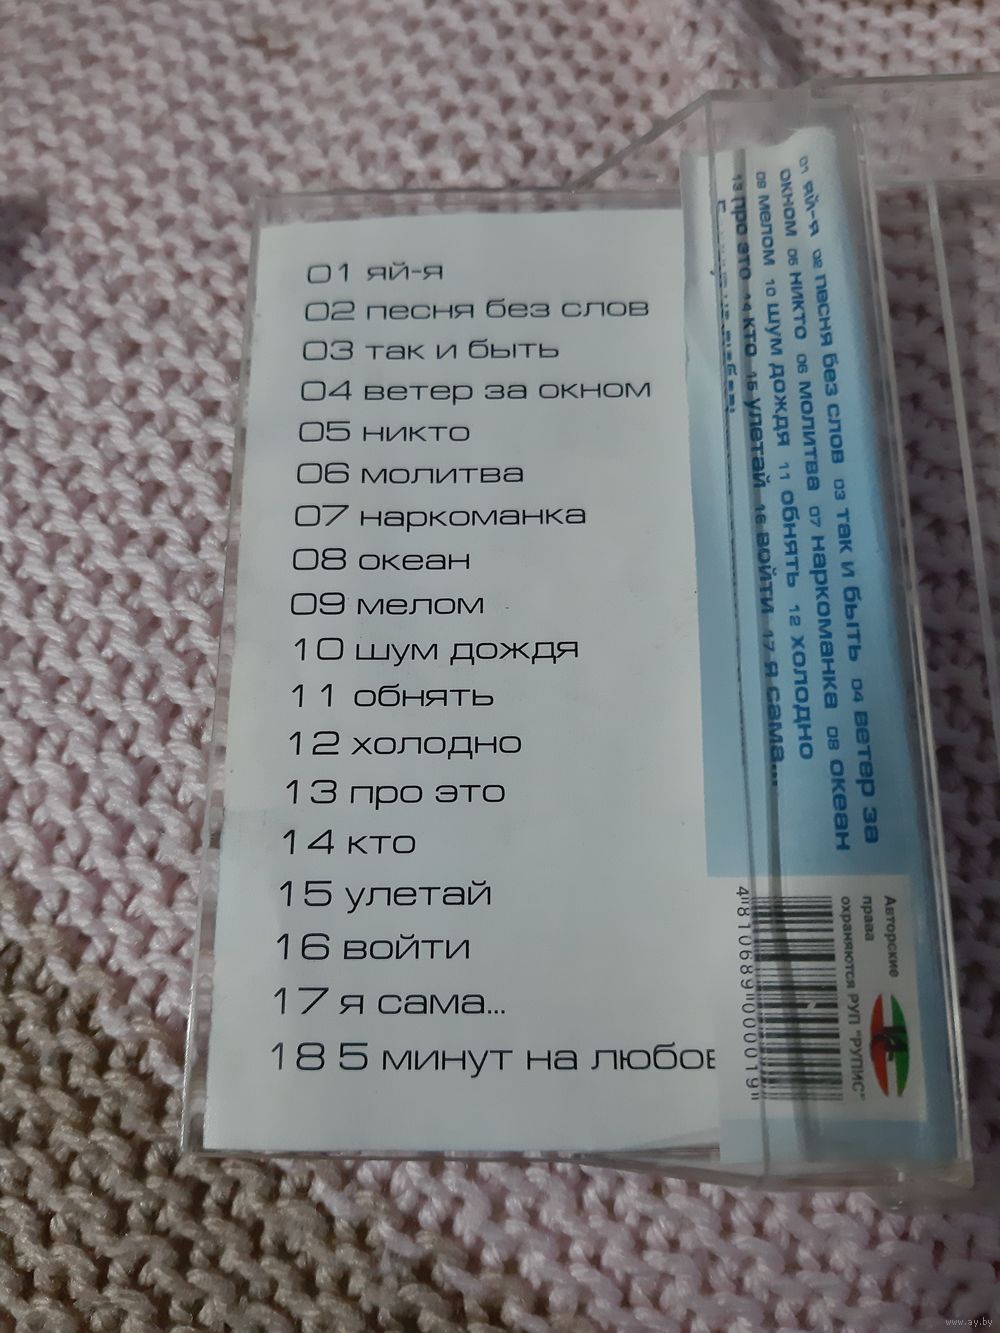 01 яй-я
02 песня без слов
03 так и быть
04 ветер за окном
05 никто
06 молитва
07 наркоманка
08 океан
09 мелом
10 шум дождя
11 обнять
12 холодно
13 про это
14 кто
15 улетай
16 войти
17 я сама...
18 5 минут на любов
01 яй-я 02 песня без слов 03 так и быть 04 ветер за
окном 05 никто 06 молитва 07 наркоманка 08 океан
09 мелом 10 шум дождя 11 обнять 12 холодно
13 про это 14 кто 15 улетай 16 войти 17 я сама...
Авторские
права
охраняются РУП "РУПИС"
4 810689 000019
www.ay.by